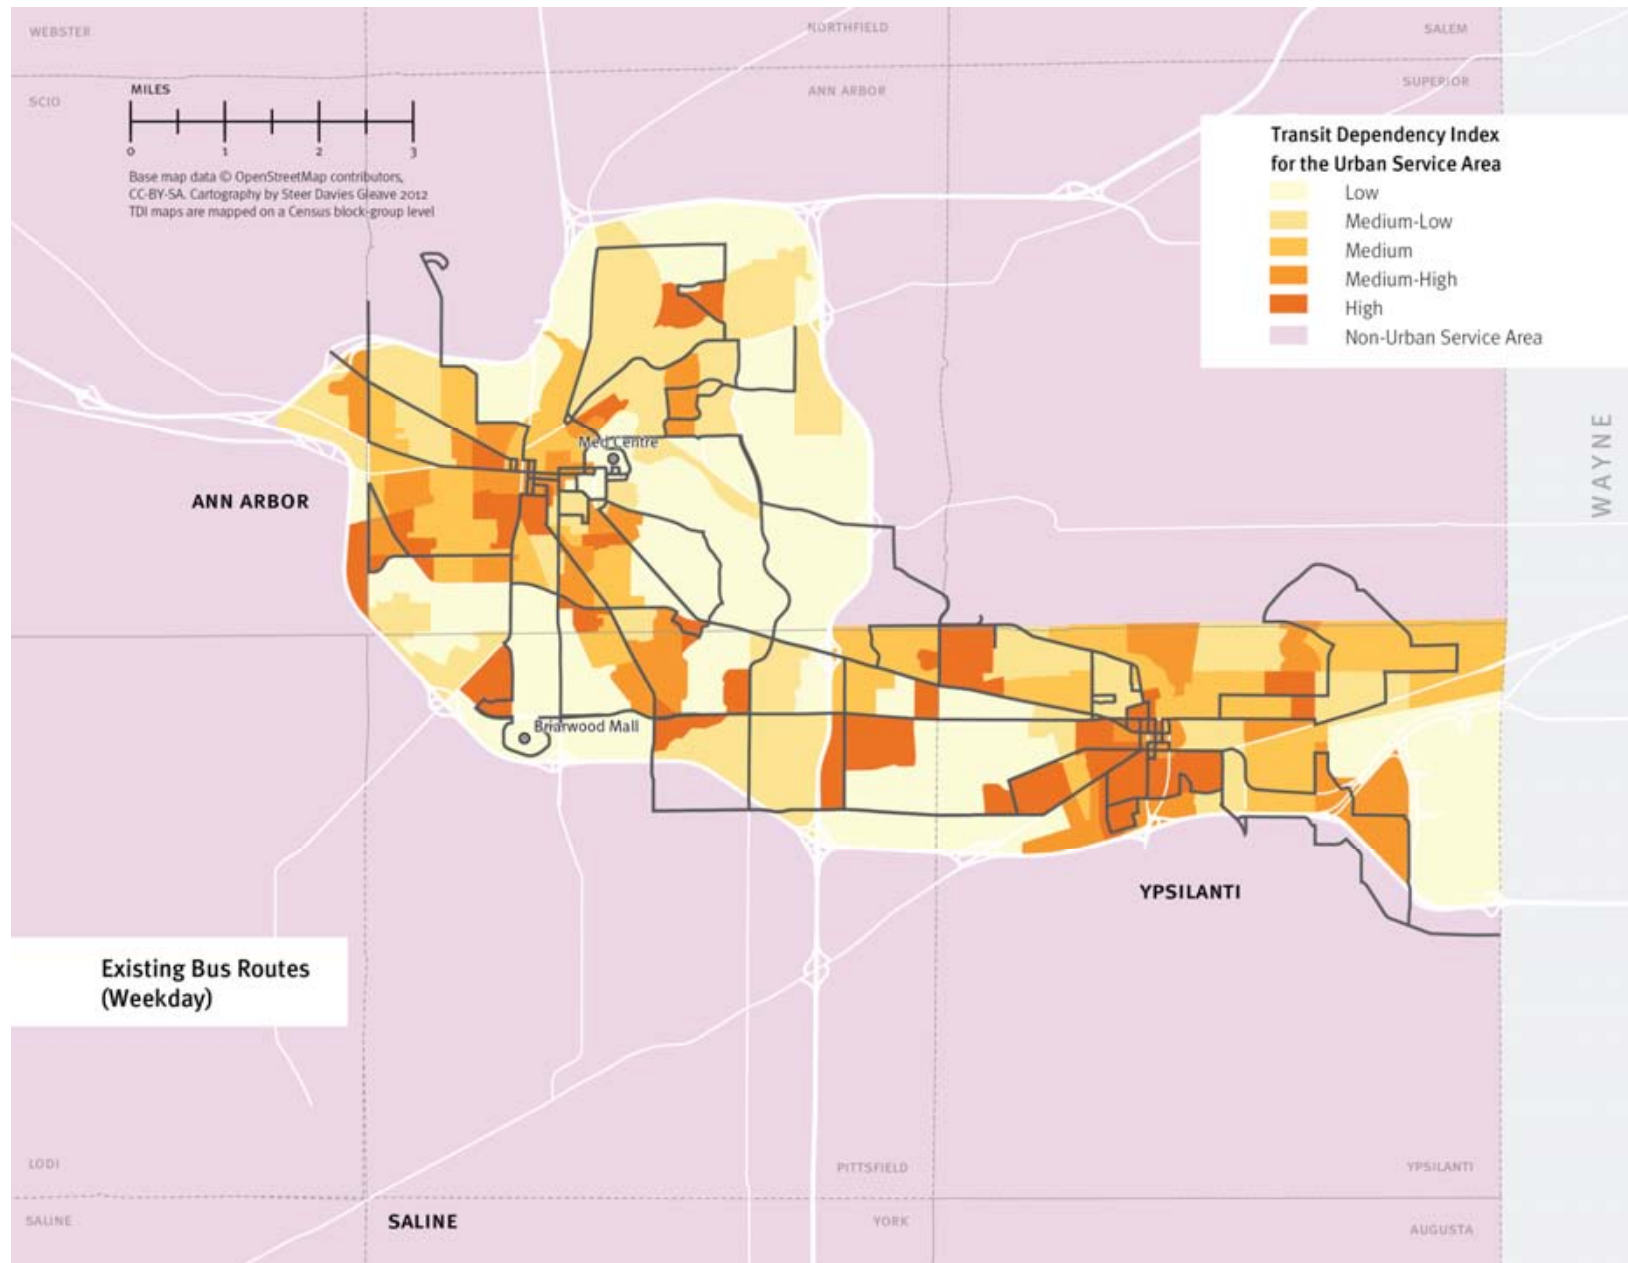 WEBSTER
NORTHFIELD
SALEM
SCIO
ANN ARBOR
SUPERIOR
MILES
0 1 2 3
Base map data © OpenStreetMap contributors,
CC-BY-SA. Cartography by Steer Davies Gleave 2012
TDI maps are mapped on a Census block-group level
Transit Dependency Index
for the Urban Service Area
Low
Medium-Low
Medium
Medium-High
High
Non-Urban Service Area
WAYNE
Med Centre
ANN ARBOR
Briarwood Mall
YPSILANTI
Existing Bus Routes
(Weekday)
LODI
PITTSFIELD
YPSILANTI
SALINE
SALINE
YORK
AUGUSTA